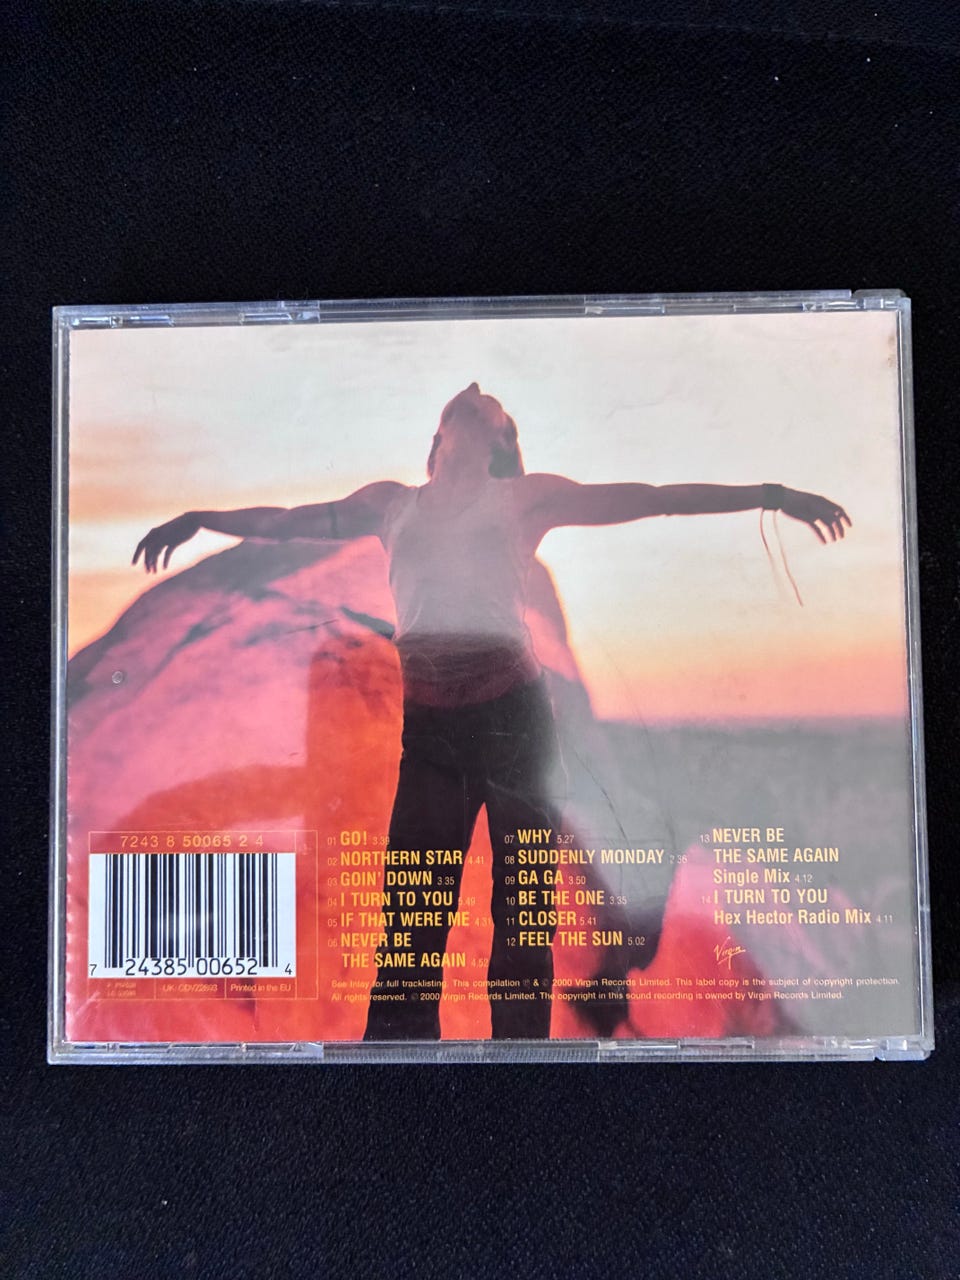 7243 8 50065 2 4
7 24385 00652 4
UK: CDV22893
Printed in the EU
01 GO! 3.39
02 NORTHERN STAR 4.41
03 GOIN' DOWN 3.35
04 I TURN TO YOU 5.49
05 IF THAT WERE ME 4.31
06 NEVER BE
THE SAME AGAIN 4.52
07 WHY 5.27
08 SUDDENLY MONDAY 2.36
09 GA GA 3.50
10 BE THE ONE 3.35
11 CLOSER 5.41
12 FEEL THE SUN 5.02
13 NEVER BE
THE SAME AGAIN
Single Mix 4.12
14 I TURN TO YOU
Hex Hector Radio Mix 4.11
Virgin
See Inlay for full tracklisting. This compilation ℗ & © 2000 Virgin Records Limited. This label copy is the subject of copyright protection.
All rights reserved. © 2000 Virgin Records Limited. The copyright in this sound recording is owned by Virgin Records Limited.